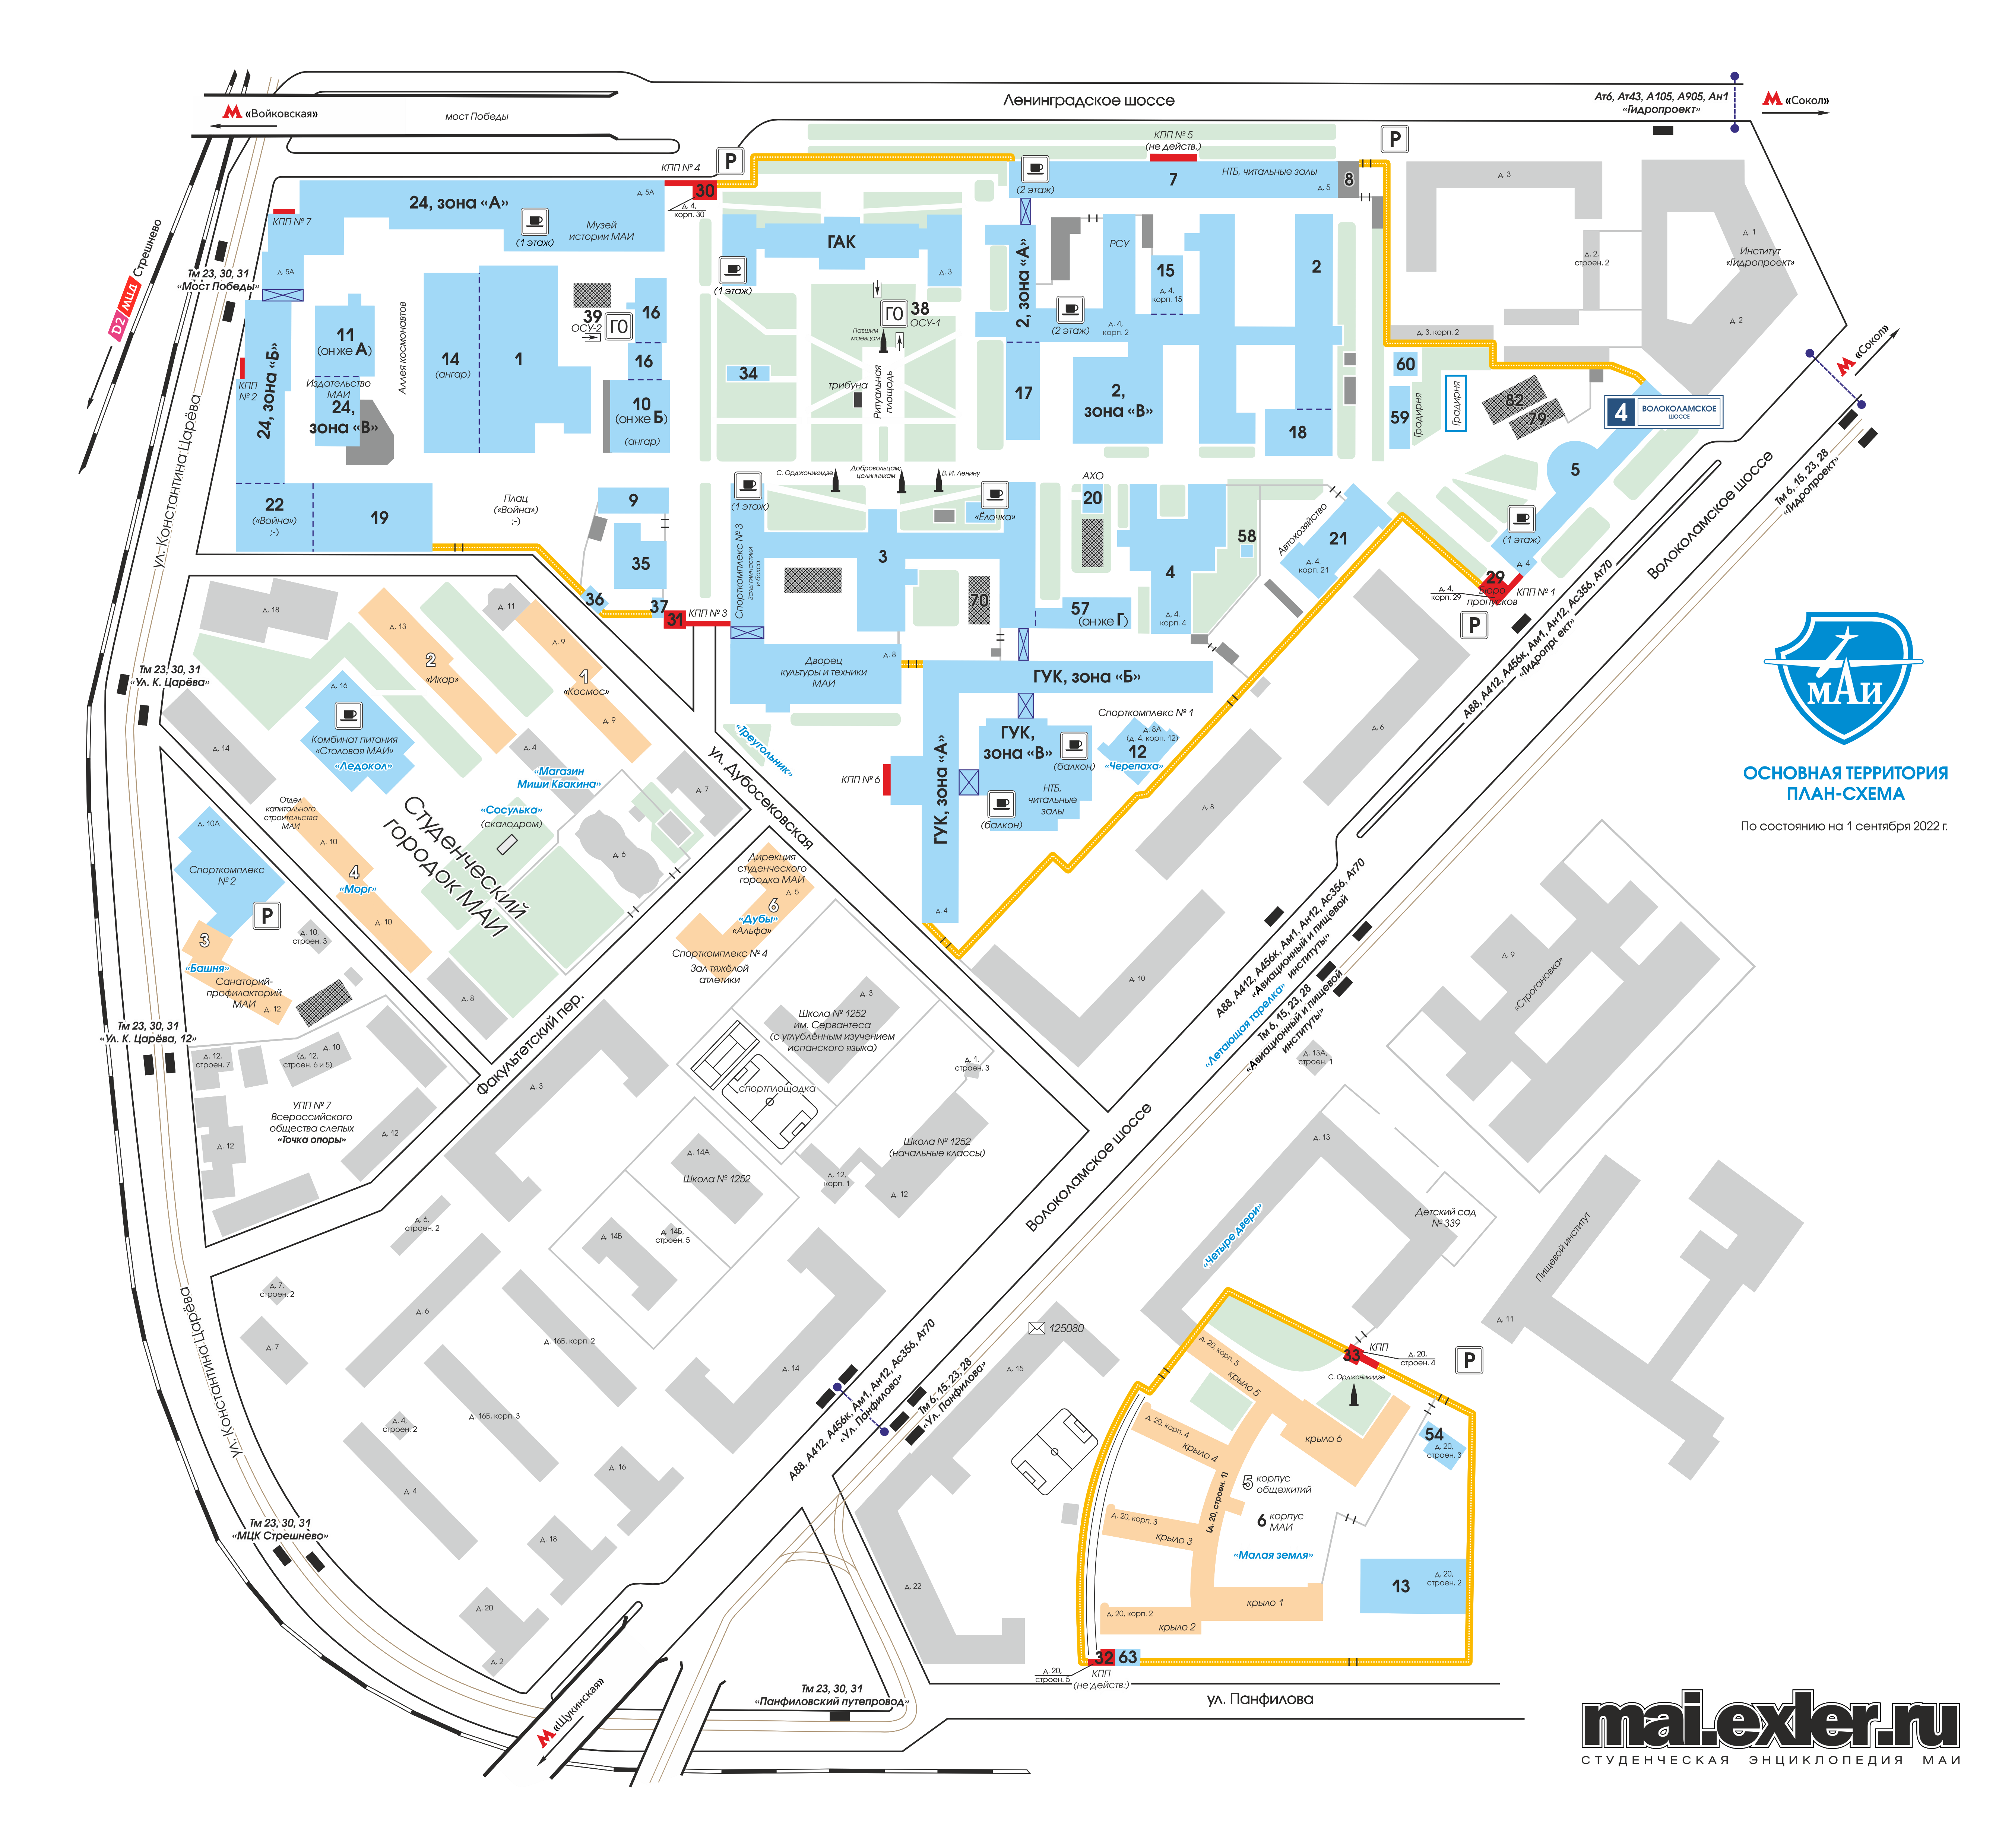 Ленинградское шоссе
Ат6, Ат43, А105, А905, Ан1
«Гидропроект»
М «Сокол»
М «Войковская»
мост Победы
КПП № 5
(не действ.)
P
P
КПП № 4
30
д. 4,
корп. 30
24, зона «А»
д. 5А
Музей
истории МАИ
(1 этаж)
КПП № 7
D2 МЦД Стрешнево
Тм 23, 30, 31
«Мост Победы»
д. 5А
ГАК
д. 3
(1 этаж)
(2 этаж)
7
НТБ, читальные залы
д. 5
8
д. 3
д. 1
Институт
«Гидропроект»
д. 2,
строен. 2
д. 2
д. 3, корп. 2
РСУ
2, зона «А»
15
д. 4,
корп. 15
2
(2 этаж)
д. 4,
корп. 2
ГО
38
ОСУ-1
Павшим
маёвцам
39
ОСУ-2
ГО
16
16
11
(он же А)
Издательство
МАИ
24,
зона «В»
Аллея космонавтов
14
(ангар)
1
10
(он же Б)
(ангар)
24, зона «Б»
КПП
№ 2
34
трибуна
Ритуальная
площадь
17
2,
зона «В»
18
60
59
Градирня
Градирня
82
79
4 ВОЛОКОЛАМСКОЕ
ШОССЕ
М «Сокол»
5
(1 этаж)
д. 4
29
Бюро
пропусков
КПП № 1
д. 4,
корп. 29
P
Тм 6, 15, 23, 28
«Гидропроект»
Волоколамское шоссе
А88, А412, А456к, Ам1, Ан12, Ас356, Ат70
«Гидропроект»
ул. Константина Царёва
22
(«Война»)
;-)
19
Плац
(«Война»)
;-)
9
35
36
37
31
КПП № 3
С. Орджоникидзе
Добровольцам-
целинникам
В. И. Ленину
(1 этаж)
Спорткомплекс № 3
Залы гимнастики
и бокса
«Ёлочка»
3
АХО
20
70
57
(он же Г)
4
д. 4,
корп. 4
58
Автохозяйство
21
д. 4,
корп. 21
Дворец
культуры и техники
МАИ
д. 8
ГУК, зона «Б»
ГУК, зона «А»
д. 4
ГУК,
зона «В»
(балкон)
НТБ,
читальные
залы
(балкон)
Спорткомплекс № 1
д. 8А
(д. 4, корп. 12)
12
«Черепаха»
КПП № 6
«Треугольник»
ул. Дубосековская
д. 6
д. 8
д. 10
МАИ
ОСНОВНАЯ ТЕРРИТОРИЯ
ПЛАН-СХЕМА
По состоянию на 1 сентября 2022 г.
д. 18
д. 13
2
«Икар»
д. 11
д. 9
1
«Космос»
д. 9
Тм 23, 30, 31
«Ул. К. Царёва»
д. 16
Комбинат питания
«Столовая МАИ»
«Ледокол»
д. 14
д. 4
«Магазин
Миши Квакина»
д. 7
«Сосулька»
(скалодром)
д. 6
Студенческий
городок МАИ
Отдел
капитального
строительства
МАИ
д. 10
4
«Морг»
д. 10
д. 10А
Спорткомплекс
№ 2
P
3
«Башня»
Санаторий-
профилакторий
МАИ
д. 12
д. 10,
строен. 3
д. 8
Дирекция
студенческого
городка МАИ
д. 5
6
«Дубы»
«Альфа»
Спорткомплекс № 4
Зал тяжёлой
атлетики
Факультетский пер.
Тм 23, 30, 31
«Ул. К. Царёва, 12»
д. 12,
строен. 7
д. 10
(д. 12,
строен. 6 и 5)
УПП № 7
Всероссийского
общества слепых
«Точка опоры»
д. 12
д. 12
д. 3
д. 3
Школа № 1252
им. Сервантеса
(с углублённым изучением
испанского языка)
спортплощадка
д. 1,
строен. 3
Школа № 1252
(начальные классы)
д. 12
д. 12,
корп. 1
д. 14А
Школа № 1252
д. 14Б
д. 14Б,
строен. 5
А88, А412, А456к, Ам1, Ан12, Ас356, Ат70
«Авиационный и пищевой
институты»
«Летающая тарелка»
Тм 6, 15, 23, 28
«Авиационный и пищевой
институты»
Волоколамское шоссе
д. 9
«Строгановка»
д. 13А,
строен. 1
д. 13
Детский сад
№ 339
«Четыре двери»
Пищевой институт
д. 11
ул. Константина Царёва
д. 6,
строен. 2
д. 7,
строен. 2
д. 7
д. 6
д. 16Б, корп. 2
д. 16Б, корп. 3
д. 4,
строен. 2
д. 4
д. 14
д. 16
д. 18
д. 20
д. 2
Тм 23, 30, 31
«МЦК Стрешнево»
А88, А412, А456к, Ам1, Ан12, Ас356, Ат70
«Ул. Панфилова»
Тм 6, 15, 23, 28
«Ул. Панфилова»
125080
д. 15
д. 22
д. 20, корп. 5
крыло 5
33
КПП
д. 20,
строен. 4
P
С. Орджоникидзе
д. 20, корп. 4
крыло 4
крыло 6
54
д. 20,
строен. 3
5 корпус
общежитий
(д. 20, строен. 1)
6 корпус
МАИ
«Малая земля»
д. 20, корп. 3
крыло 3
13
д. 20,
строен. 2
крыло 1
д. 20, корп. 2
крыло 2
32
63
д. 20,
строен. 5
КПП
(не действ.)
ул. Панфилова
Тм 23, 30, 31
«Панфиловский путепровод»
М «Щукинская»
mai.exler.ru
СТУДЕНЧЕСКАЯ ЭНЦИКЛОПЕДИЯ МАИ